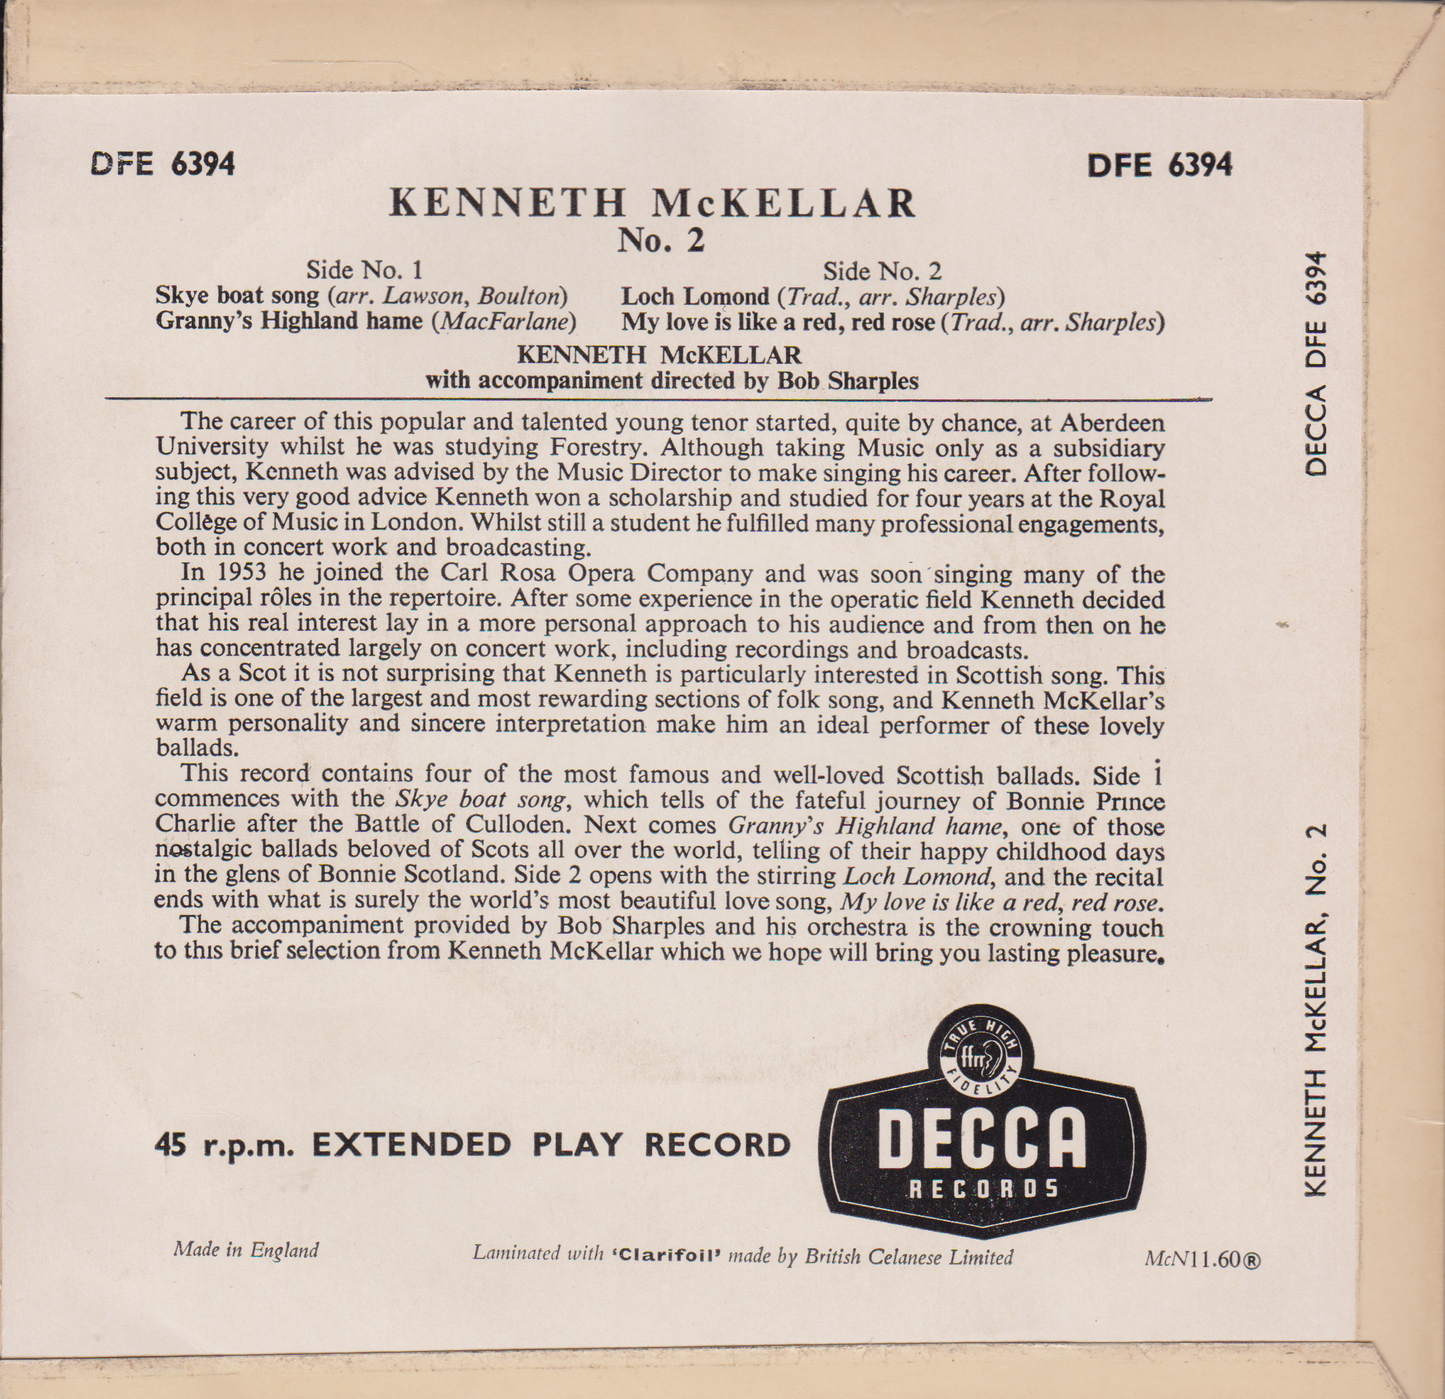 DFE 6394
DFE 6394
KENNETH McKELLAR
No. 2
Side No. 1
Skye boat song (arr. Lawson, Boulton)
Granny's Highland hame (MacFarlane)
Side No. 2
Loch Lomond (Trad., arr. Sharples)
My love is like a red, red rose (Trad., arr. Sharples)
KENNETH McKELLAR
with accompaniment directed by Bob Sharples
The career of this popular and talented young tenor started, quite by chance, at Aberdeen
University whilst he was studying Forestry. Although taking Music only as a subsidiary
subject, Kenneth was advised by the Music Director to make singing his career. After follow-
ing this very good advice Kenneth won a scholarship and studied for four years at the Royal
College of Music in London. Whilst still a student he fulfilled many professional engagements,
both in concert work and broadcasting.
In 1953 he joined the Carl Rosa Opera Company and was soon singing many of the
principal rôles in the repertoire. After some experience in the operatic field Kenneth decided
that his real interest lay in a more personal approach to his audience and from then on he
has concentrated largely on concert work, including recordings and broadcasts.
As a Scot it is not surprising that Kenneth is particularly interested in Scottish song. This
field is one of the largest and most rewarding sections of folk song, and Kenneth McKellar's
warm personality and sincere interpretation make him an ideal performer of these lovely
ballads.
This record contains four of the most famous and well-loved Scottish ballads. Side 1
commences with the Skye boat song, which tells of the fateful journey of Bonnie Prince
Charlie after the Battle of Culloden. Next comes Granny's Highland hame, one of those
nostalgic ballads beloved of Scots all over the world, telling of their happy childhood days
in the glens of Bonnie Scotland. Side 2 opens with the stirring Loch Lomond, and the recital
ends with what is surely the world's most beautiful love song, My love is like a red, red rose.
The accompaniment provided by Bob Sharples and his orchestra is the crowning touch
to this brief selection from Kenneth McKellar which we hope will bring you lasting pleasure.
45 r.p.m. EXTENDED PLAY RECORD
TRUE HIGH
ffrr
FIDELITY
DECCA
RECORDS
Made in England
Laminated with 'Clarifoil' made by British Celanese Limited
McN11.60®
DECCA DFE 6394
KENNETH McKELLAR, No. 2